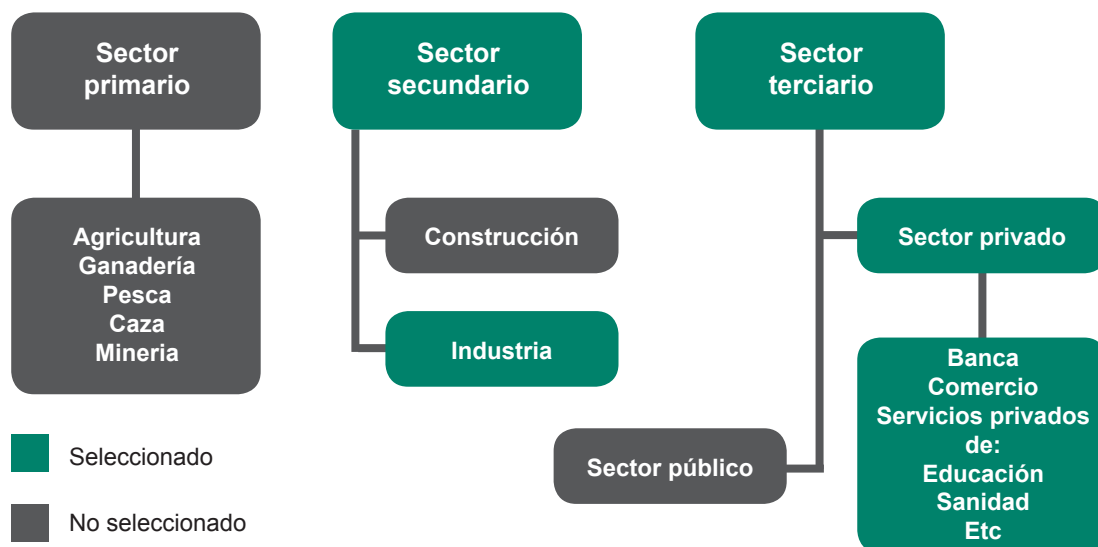 Sector
primario
Sector
secundario
Sector
terciario
Agricultura
Ganadería
Pesca
Caza
Mineria
Construcción
Industria
Sector privado
Banca
Comercio
Servicios privados
de:
Educación
Sanidad
Etc
Sector público
Seleccionado
No seleccionado